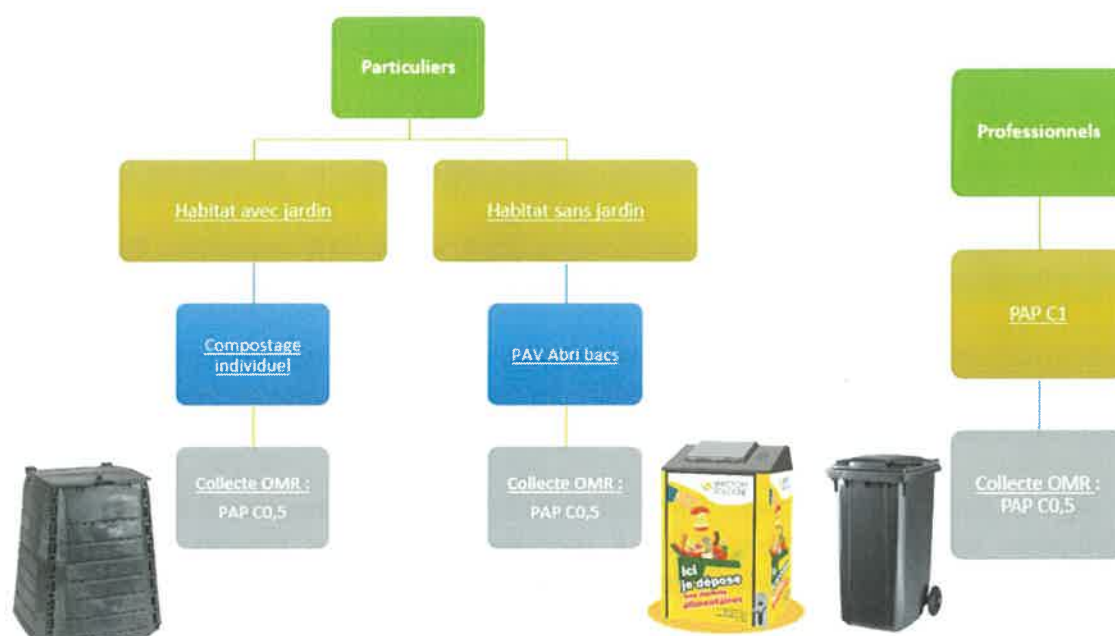 Particuliers
Professionnels
Habitat avec jardin
Habitat sans jardin
PAP C1
Compostage
individuel
PAV Abri bacs
Collecte OMR :
PAP C0,5
Collecte OMR :
PAP C0,5
Collecte OMR :
PAP C0,5
Ici
je dépose
alimentaires